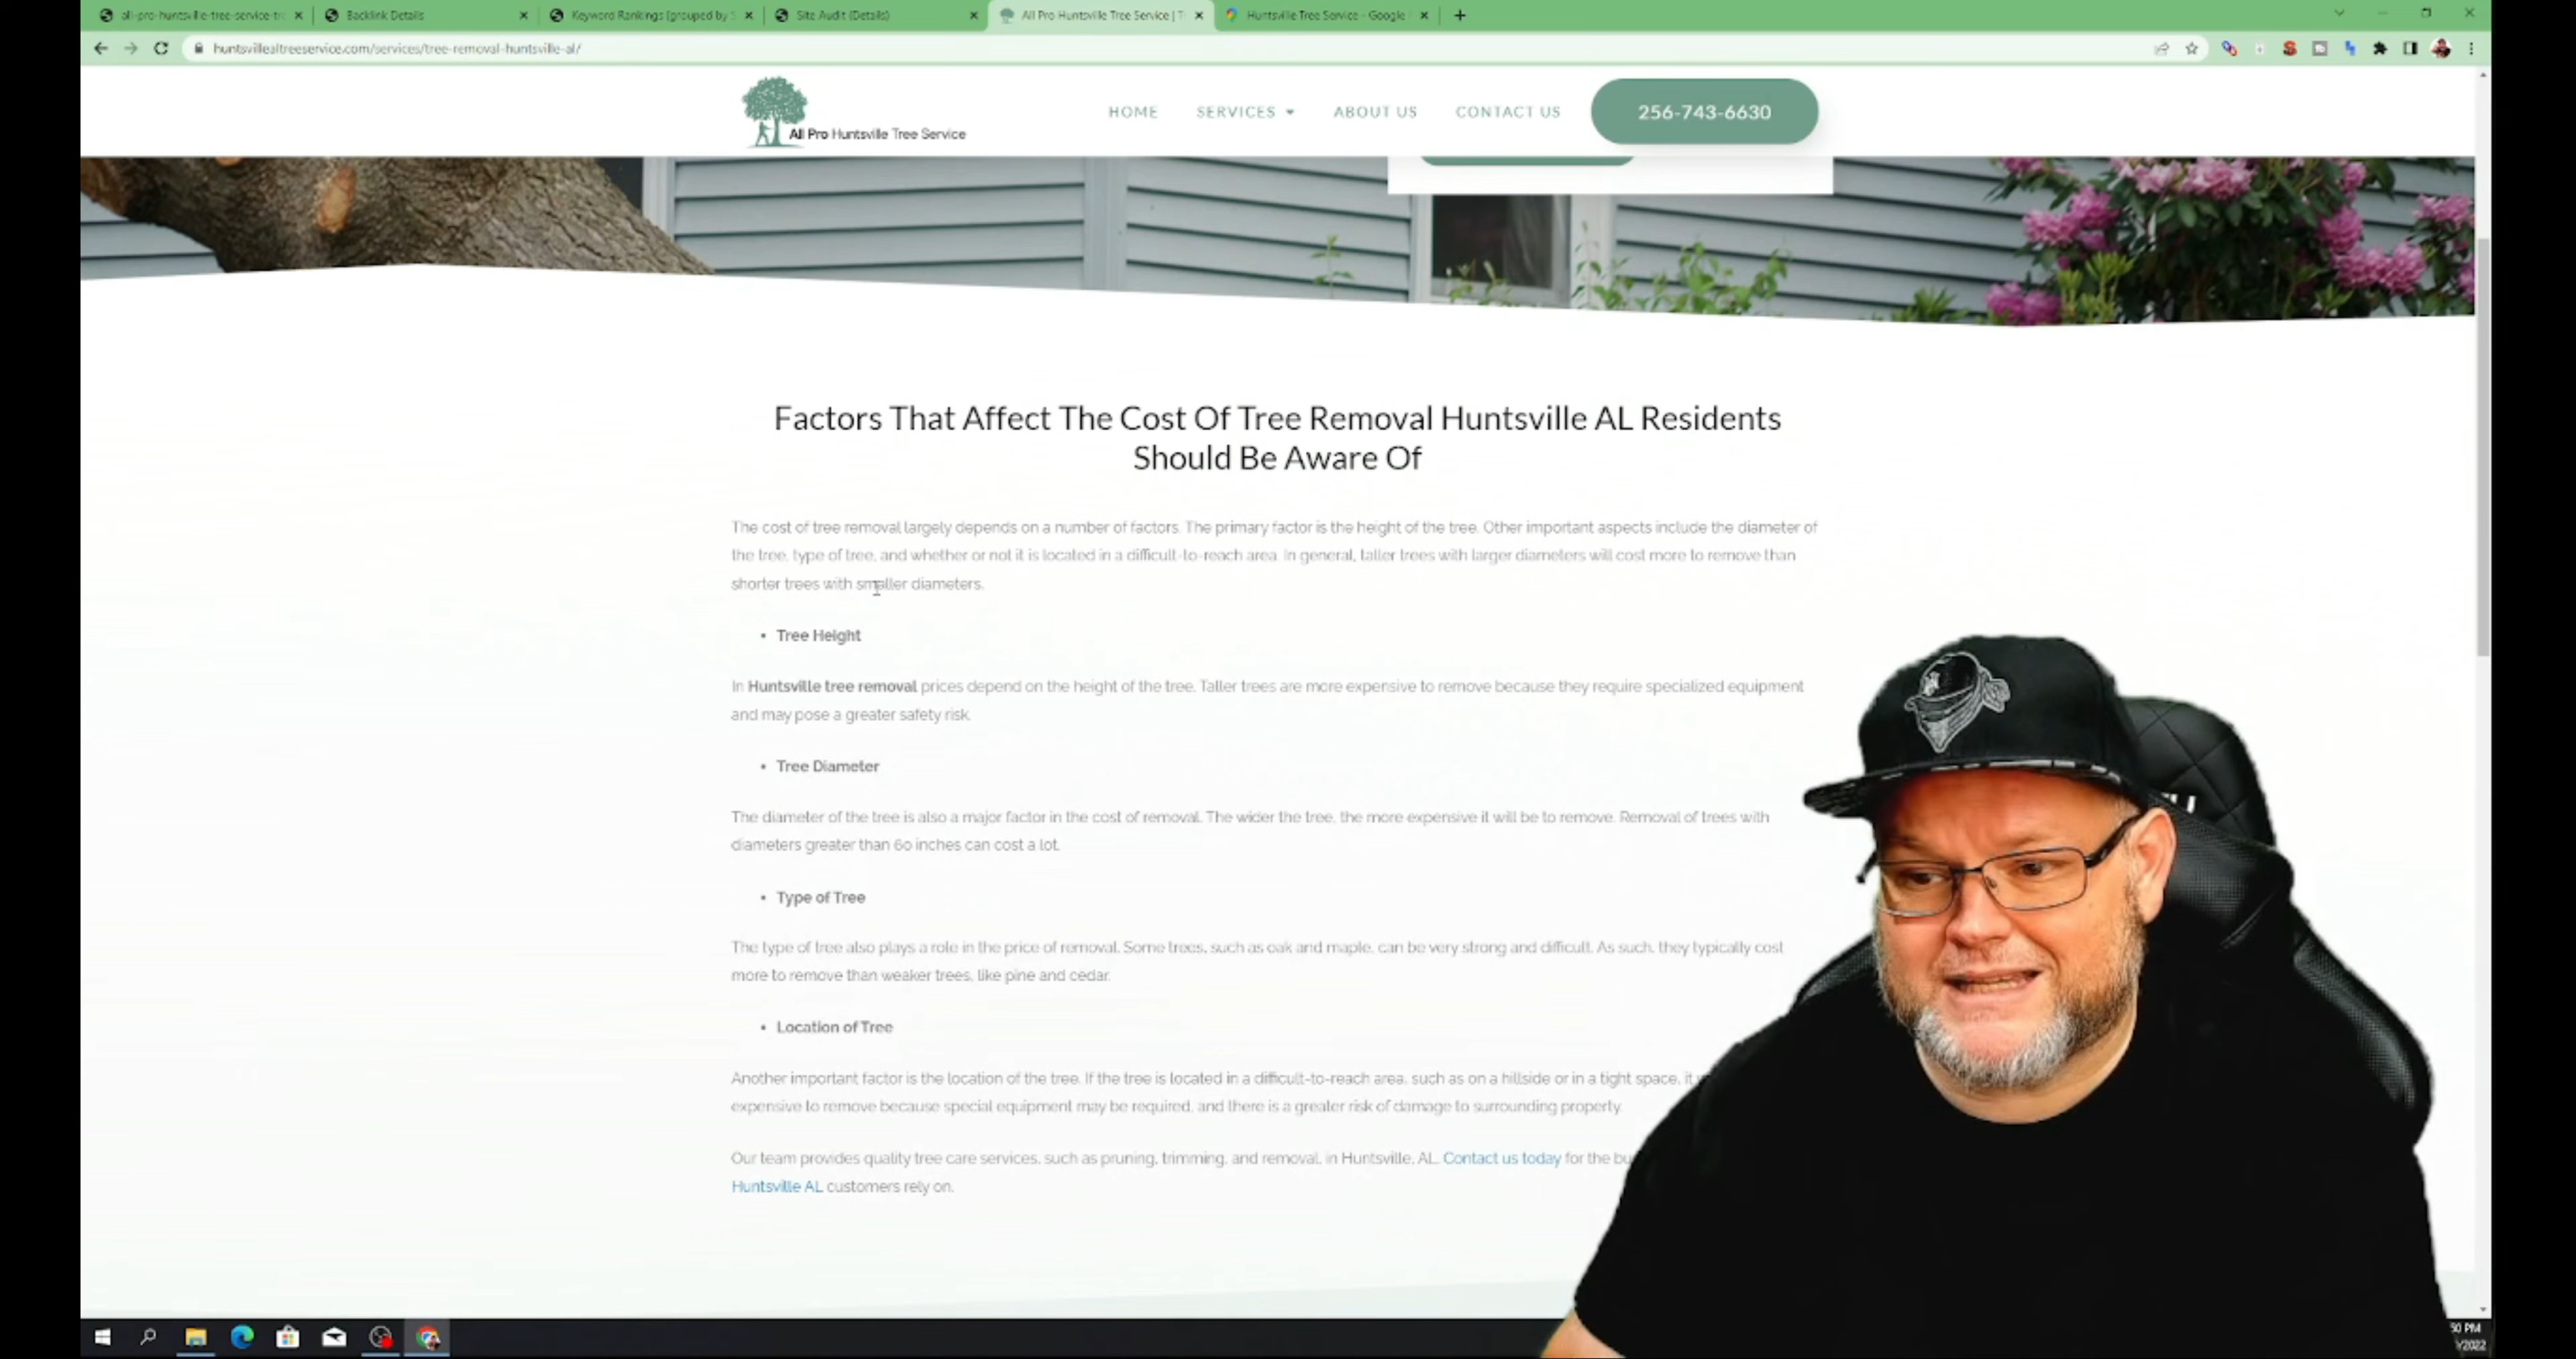 all-pro-huntsville-tree-service-tre
Backlink Details
Keyword Rankings (grouped by S
Site Audit (Details)
All Pro Huntsville Tree Service | T
Huntsville Tree Service - Google
huntsvillealtreeservice.com/services/tree-removal-huntsville-al/
All Pro Huntsville Tree Service
HOME
SERVICES
ABOUT US
CONTACT US
256-743-6630
Factors That Affect The Cost Of Tree Removal Huntsville AL Residents
Should Be Aware Of
The cost of tree removal largely depends on a number of factors. The primary factor is the height of the tree. Other important aspects include the diameter of
the tree, type of tree, and whether or not it is located in a difficult-to-reach area. In general, taller trees with larger diameters will cost more to remove than
shorter trees with smaller diameters.
• Tree Height
In Huntsville tree removal prices depend on the height of the tree. Taller trees are more expensive to remove because they require specialized equipment
and may pose a greater safety risk.
• Tree Diameter
The diameter of the tree is also a major factor in the cost of removal. The wider the tree, the more expensive it will be to remove. Removal of trees with
diameters greater than 60 inches can cost a lot.
• Type of Tree
The type of tree also plays a role in the price of removal. Some trees, such as oak and maple, can be very strong and difficult. As such, they typically cost
more to remove than weaker trees, like pine and cedar.
• Location of Tree
Another important factor is the location of the tree. If the tree is located in a difficult-to-reach area, such as on a hillside or in a tight space, it
expensive to remove because special equipment may be required, and there is a greater risk of damage to surrounding property.
Our team provides quality tree care services, such as pruning, trimming, and removal, in Huntsville, AL. Contact us today for the bu
Huntsville AL customers rely on.
50 PM
/2022